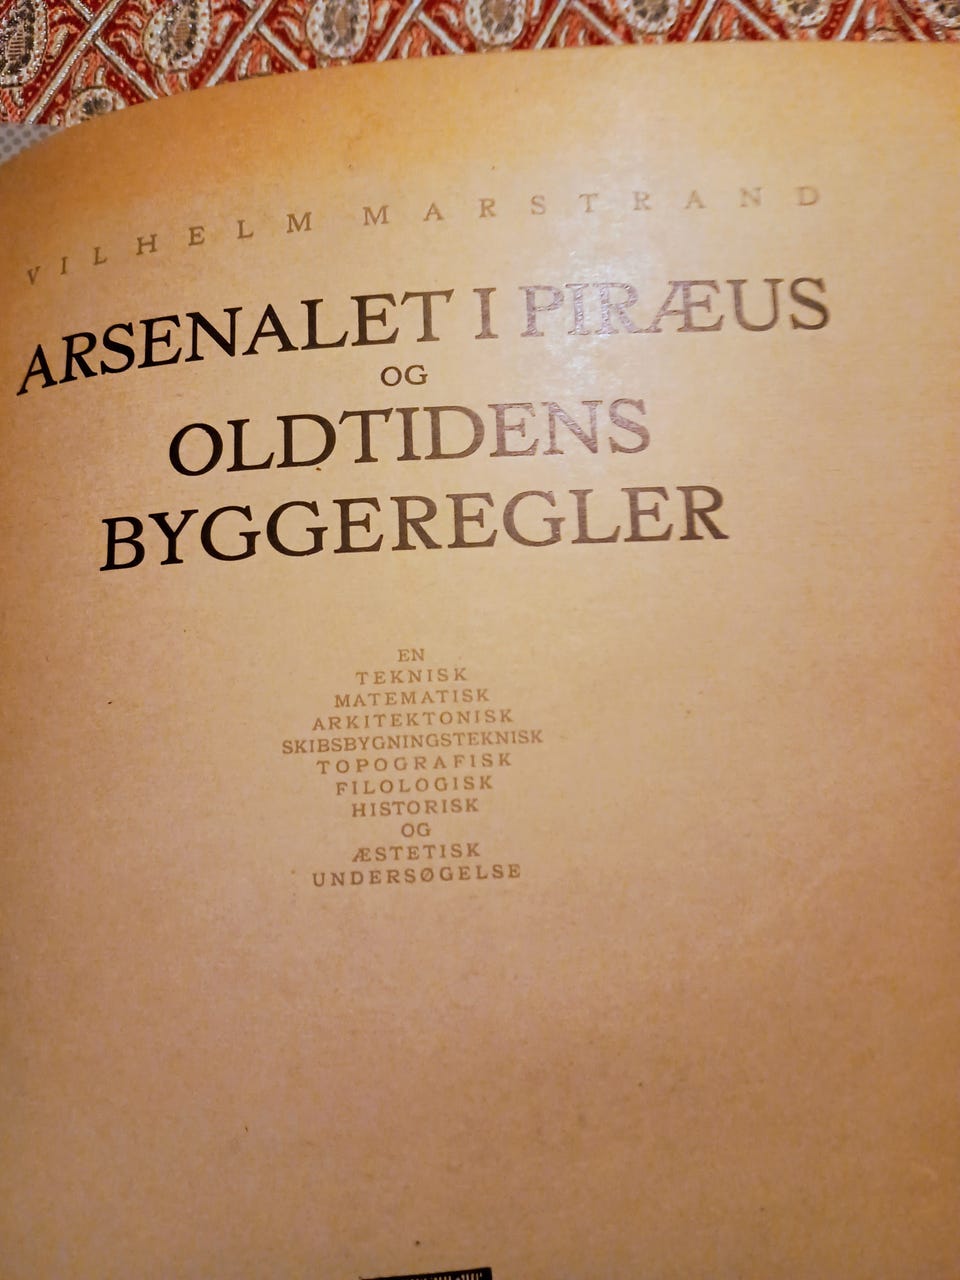 VILHELM MARSTRAND
ARSENALET I PIRÆUS
OG
OLDTIDENS
BYGGEREGLER
EN
TEKNISK
MATEMATISK
ARKITEKTONISK
SKIBSBYGNINGSTEKNISK
TOPOGRAFISK
FILOLOGISK
HISTORISK
OG
ÆSTETISK
UNDERSØGELSE